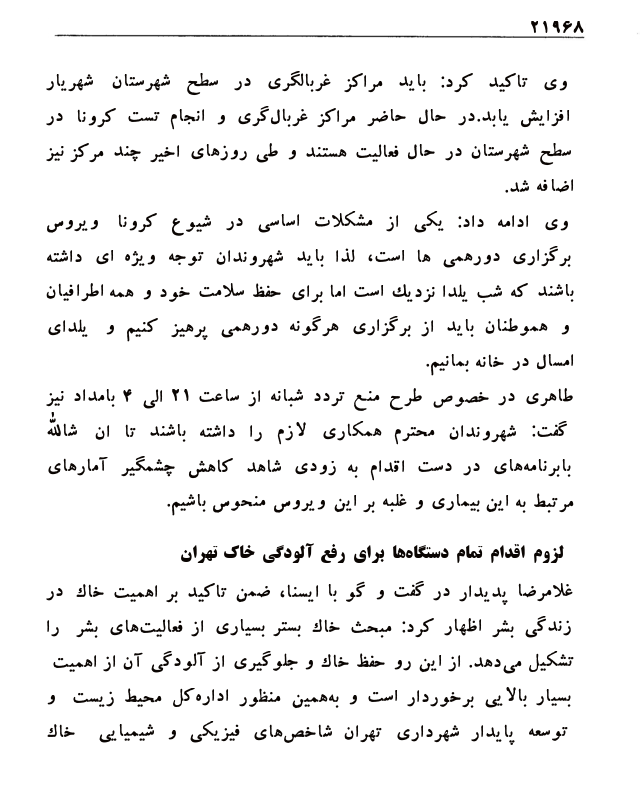 ۲۱۹۶۸
وی تاکید کرد: باید مراکز غربالگری در سطح شهرستان شهریار
افزایش یابد.در حال حاضر مراکز غربال‌گری و انجام تست کرونا در
سطح شهرستان در حال فعالیت هستند و طی روزهای اخیر چند مرکز نیز
اضافه شد.
وی ادامه داد: یکی از مشکلات اساسی در شیوع کرونا ویروس
برگزاری دورهمی ها است، لذا باید شهروندان توجه ویژه ای داشته
باشند که شب یلدا نزدیك است اما برای حفظ سلامت خود و همه اطرافیان
و هموطنان باید از برگزاری هرگونه دورهمی پرهیز کنیم و یلدای
امسال در خانه بمانیم.
طاهری در خصوص طرح منع تردد شبانه از ساعت ۲۱ الی ۴ بامداد نیز
گفت: شهروندان محترم همکاری لازم را داشته باشند تا ان شالله
بابرنامه‌های در دست اقدام به زودی شاهد کاهش چشمگیر آمارهای
مرتبط به این بیماری و غلبه بر این ویروس منحوس باشیم.
لزوم اقدام تمام دستگاه‌ها برای رفع آلودگی خاک تهران
غلامرضا پدیدار در گفت و گو با ایسنا، ضمن تاکید بر اهمیت خاك در
زندگی بشر اظهار کرد: مبحث خاك بستر بسیاری از فعالیت‌های بشر را
تشکیل می‌دهد. از این رو حفظ خاك و جلوگیری از آلودگی آن از اهمیت
بسیار بالایی برخوردار است و به‌همین منظور اداره‌کل محیط زیست و
توسعه پایدار شهرداری تهران شاخص‌های فیزیکی و شیمیایی خاك